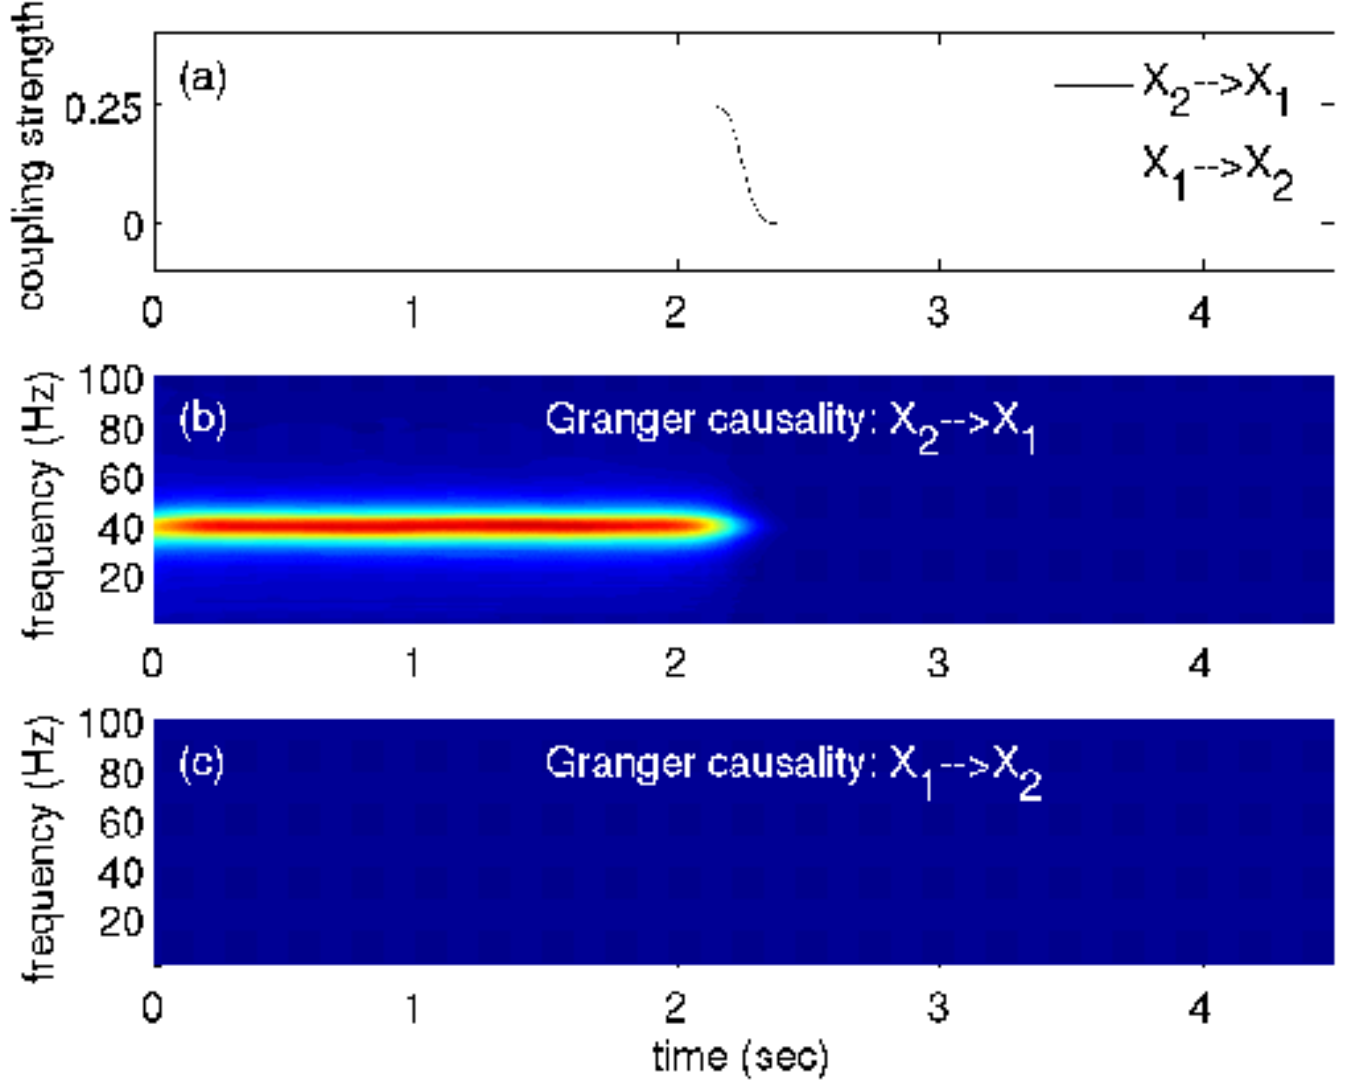 coupling strength
(a)
X2-->X1
X1-->X2
0.25
0
0 1 2 3 4
frequency (Hz)
100
80
60
40
20
(b)
Granger causality: X2-->X1
0 1 2 3 4
frequency (Hz)
100
80
60
40
20
(c)
Granger causality: X1-->X2
0 1 2 3 4
time (sec)